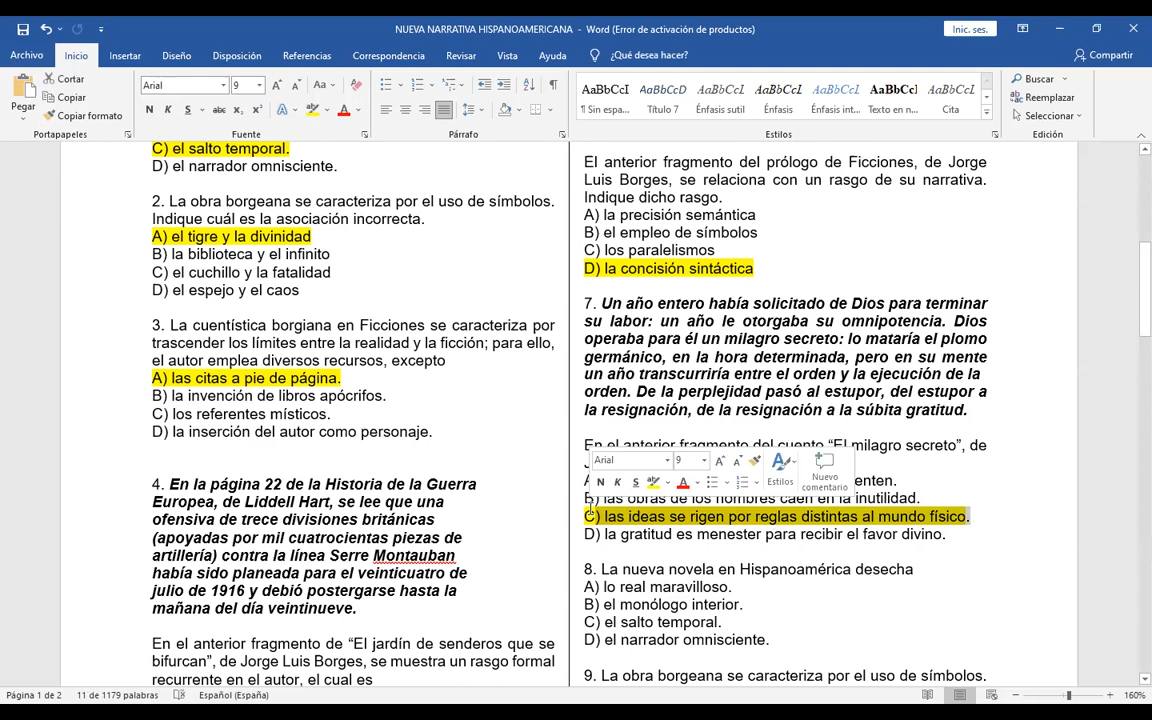 NUEVA NARRATIVA HISPANOAMERICANA - Word (Error de activación de productos)
Inic. ses.
Archivo Inicio Insertar Diseño Disposición Referencias Correspondencia Revisar Vista Ayuda ¿Qué desea hacer? Compartir
Pegar
Cortar
Copiar
Copiar formato
Portapapeles
Arial 9
N K S abc x₂ x²
Fuente
Párrafo
AaBbCcI AaBbCcD AaBbCcI AaBbCcI AaBbCcI AaBbCcI AaBbCcI
¶ Sin espa... Título 7 Énfasis sutil Énfasis Énfasis int... Texto en n... Cita
Estilos
Buscar
Reemplazar
Seleccionar
Edición
C) el salto temporal.
D) el narrador omnisciente.
2. La obra borgeana se caracteriza por el uso de símbolos.
Indique cuál es la asociación incorrecta.
A) el tigre y la divinidad
B) la biblioteca y el infinito
C) el cuchillo y la fatalidad
D) el espejo y el caos
3. La cuentística borgiana en Ficciones se caracteriza por
trascender los límites entre la realidad y la ficción; para ello,
el autor emplea diversos recursos, excepto
A) las citas a pie de página.
B) la invención de libros apócrifos.
C) los referentes místicos.
D) la inserción del autor como personaje.
4. En la página 22 de la Historia de la Guerra
Europea, de Liddell Hart, se lee que una
ofensiva de trece divisiones británicas
(apoyadas por mil cuatrocientas piezas de
artillería) contra la línea Serre Montauban
había sido planeada para el veinticuatro de
julio de 1916 y debió postergarse hasta la
mañana del día veintinueve.
En el anterior fragmento de “El jardín de senderos que se
bifurcan”, de Jorge Luis Borges, se muestra un rasgo formal
recurrente en el autor, el cual es
El anterior fragmento del prólogo de Ficciones, de Jorge
Luis Borges, se relaciona con un rasgo de su narrativa.
Indique dicho rasgo.
A) la precisión semántica
B) el empleo de símbolos
C) los paralelismos
D) la concisión sintáctica
7. Un año entero había solicitado de Dios para terminar
su labor: un año le otorgaba su omnipotencia. Dios
operaba para él un milagro secreto: lo mataría el plomo
germánico, en la hora determinada, pero en su mente
un año transcurriría entre el orden y la ejecución de la
orden. De la perplejidad pasó al estupor, del estupor a
la resignación, de la resignación a la súbita gratitud.
En el anterior fragmento del cuento “El milagro secreto”, de
Arial 9
N K S
Estilos
Nuevo
comentario
B) las obras de los hombres caen en la inutilidad.
C) las ideas se rigen por reglas distintas al mundo físico.
D) la gratitud es menester para recibir el favor divino.
8. La nueva novela en Hispanoamérica desecha
A) lo real maravilloso.
B) el monólogo interior.
C) el salto temporal.
D) el narrador omnisciente.
9. La obra borgeana se caracteriza por el uso de símbolos.
Página 1 de 2 11 de 1179 palabras Español (España) 160%